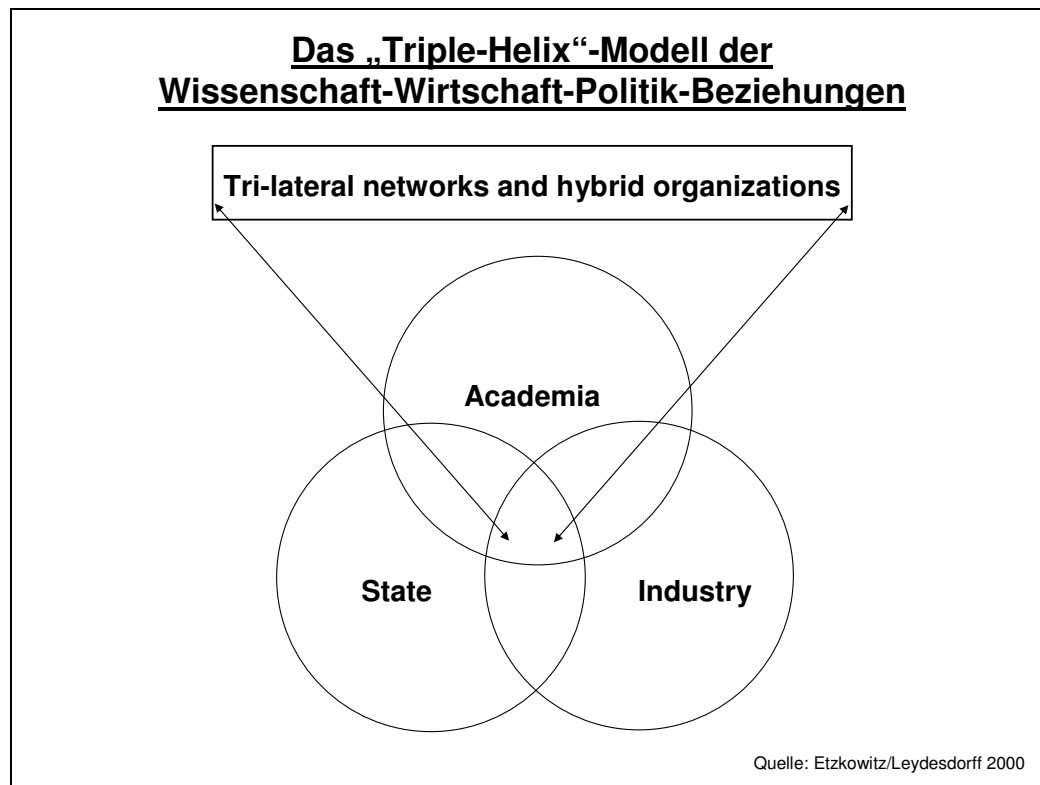 Das „Triple-Helix“-Modell der
Wissenschaft-Wirtschaft-Politik-Beziehungen
Tri-lateral networks and hybrid organizations
Academia
State
Industry
Quelle: Etzkowitz/Leydesdorff 2000